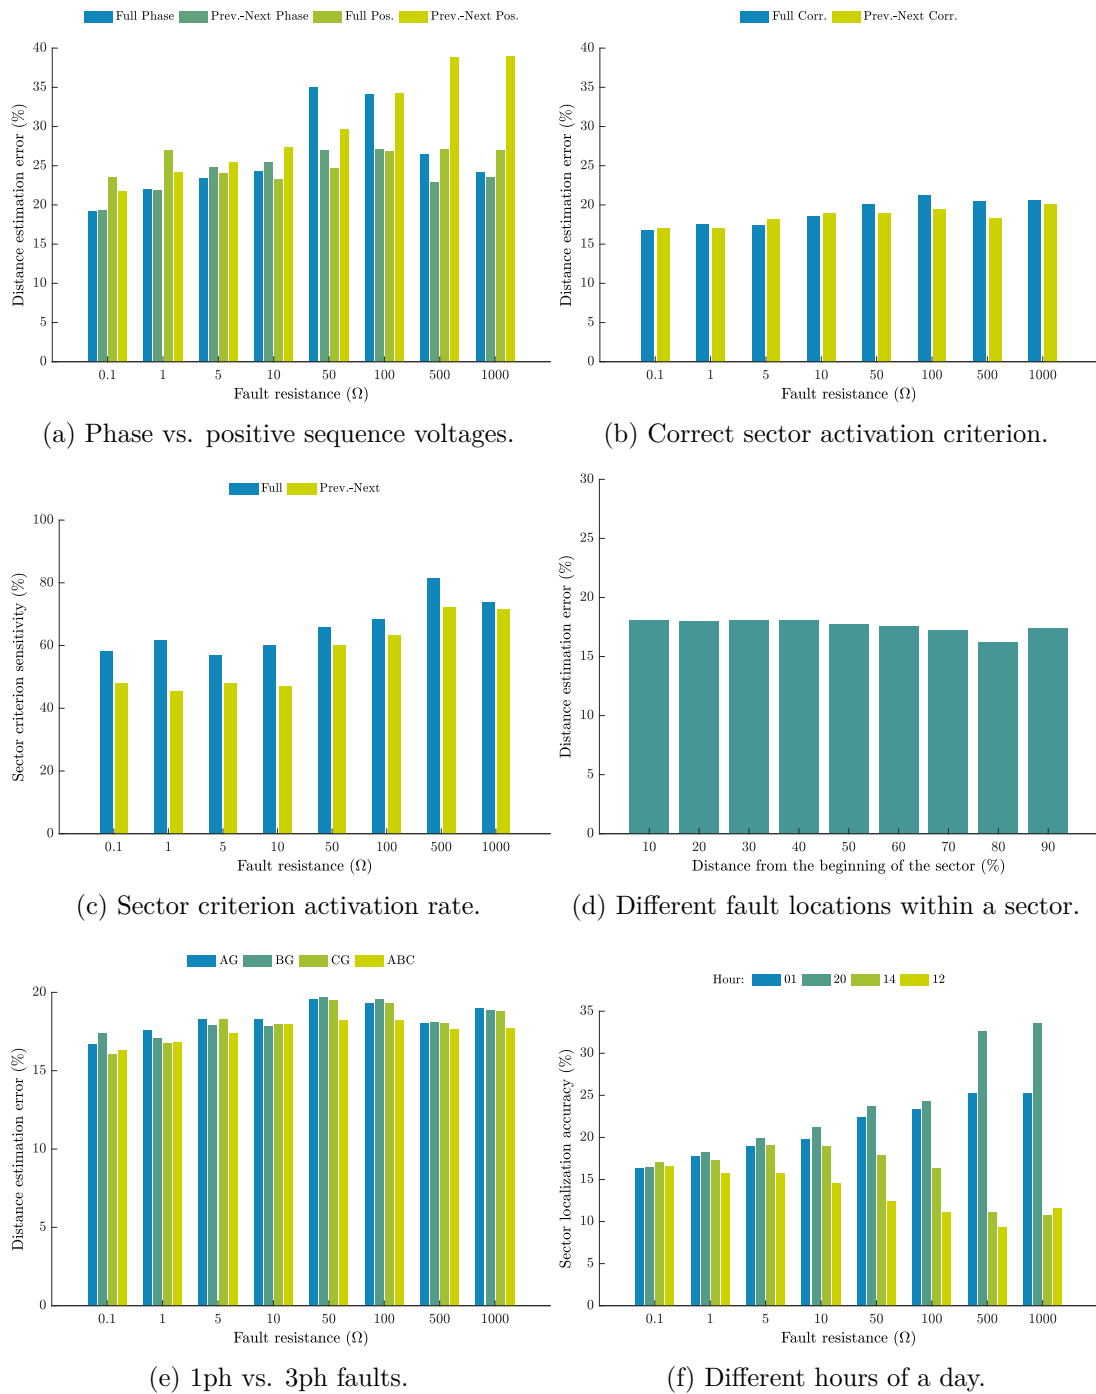 Full Phase Prev.-Next Phase Full Pos. Prev.-Next Pos.
Distance estimation error (%)
40
35
30
25
20
15
10
5
0
0.1 1 5 10 50 100 500 1000
Fault resistance (Ω)
(a) Phase vs. positive sequence voltages.
Full Corr. Prev.-Next Corr.
Distance estimation error (%)
40
35
30
25
20
15
10
5
0
0.1 1 5 10 50 100 500 1000
Fault resistance (Ω)
(b) Correct sector activation criterion.
Full Prev.-Next
Sector criterion sensitivity (%)
100
80
60
40
20
0
0.1 1 5 10 50 100 500 1000
Fault resistance (Ω)
(c) Sector criterion activation rate.
Distance estimation error (%)
30
25
20
15
10
5
0
10 20 30 40 50 60 70 80 90
Distance from the beginning of the sector (%)
(d) Different fault locations within a sector.
AG BG CG ABC
Distance estimation error (%)
20
15
10
5
0
0.1 1 5 10 50 100 500 1000
Fault resistance (Ω)
(e) 1ph vs. 3ph faults.
Hour: 01 20 14 12
Sector localization accuracy (%)
35
30
25
20
15
10
5
0
0.1 1 5 10 50 100 500 1000
Fault resistance (Ω)
(f) Different hours of a day.